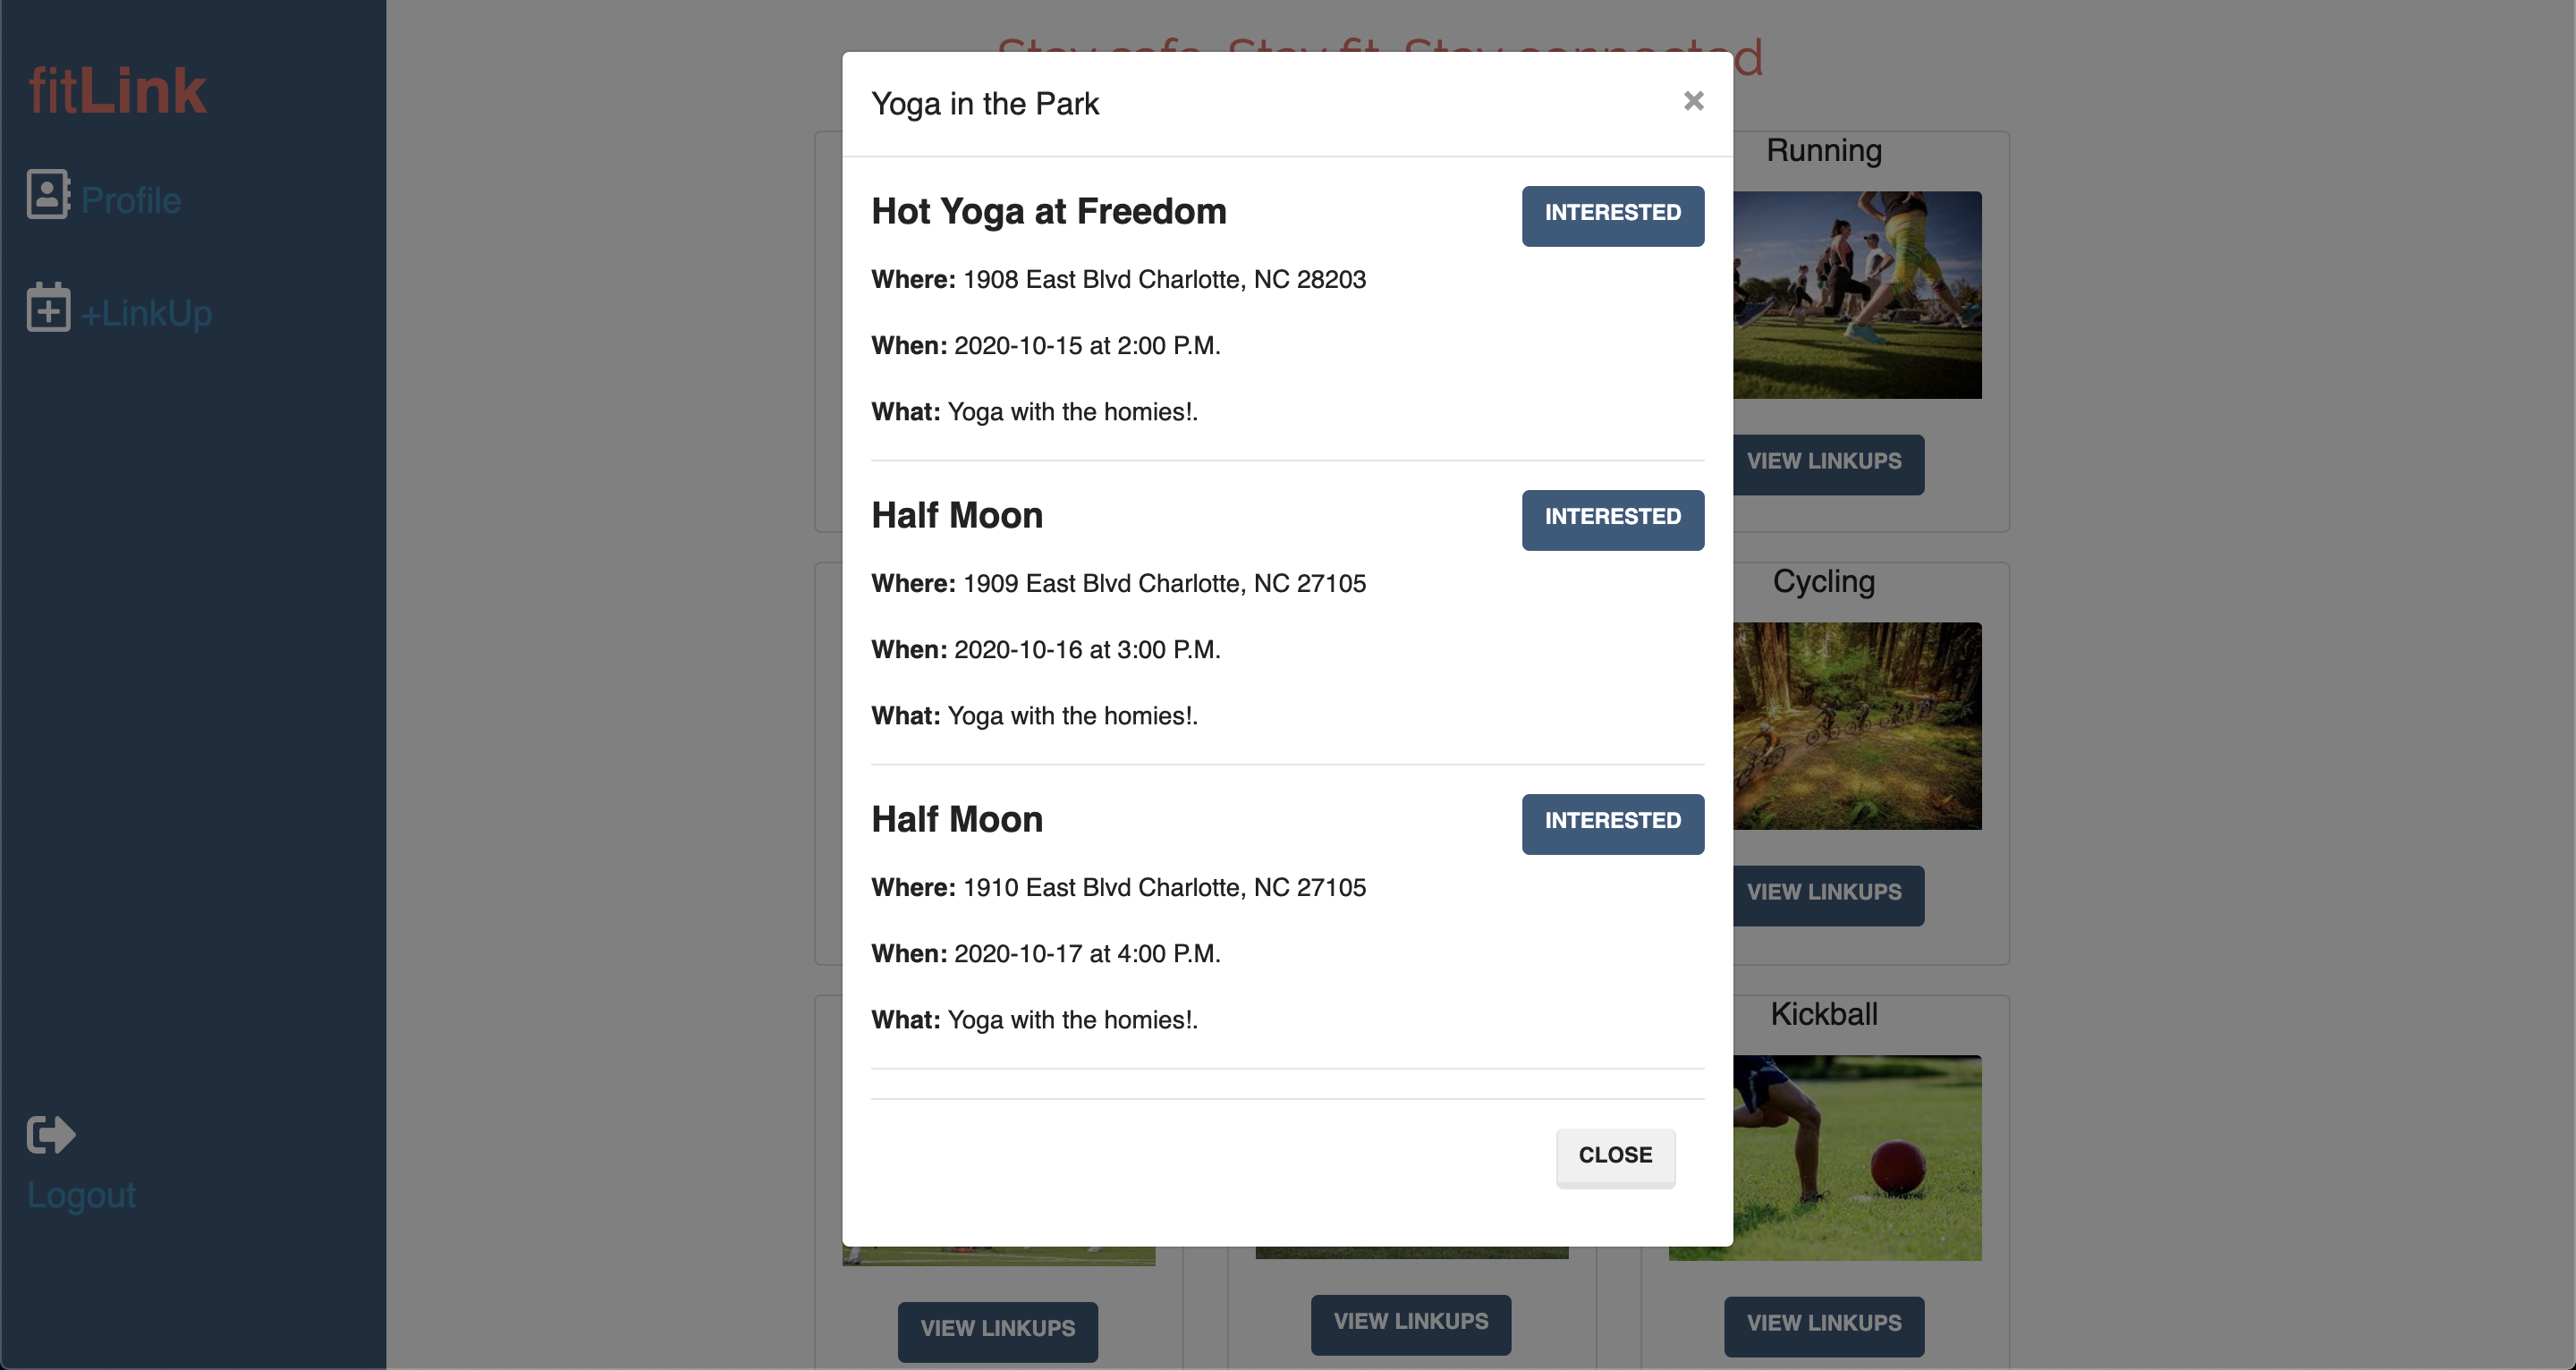 fitLink
Profile
+LinkUp
Logout
Stay safe. Stay fit. Stay connected
Yoga in the Park
×
Hot Yoga at Freedom
INTERESTED
Where: 1908 East Blvd Charlotte, NC 28203
When: 2020-10-15 at 2:00 P.M.
What: Yoga with the homies!.
Half Moon
INTERESTED
Where: 1909 East Blvd Charlotte, NC 27105
When: 2020-10-16 at 3:00 P.M.
What: Yoga with the homies!.
Half Moon
INTERESTED
Where: 1910 East Blvd Charlotte, NC 27105
When: 2020-10-17 at 4:00 P.M.
What: Yoga with the homies!.
CLOSE
Running
VIEW LINKUPS
Cycling
VIEW LINKUPS
Kickball
VIEW LINKUPS
VIEW LINKUPS
VIEW LINKUPS